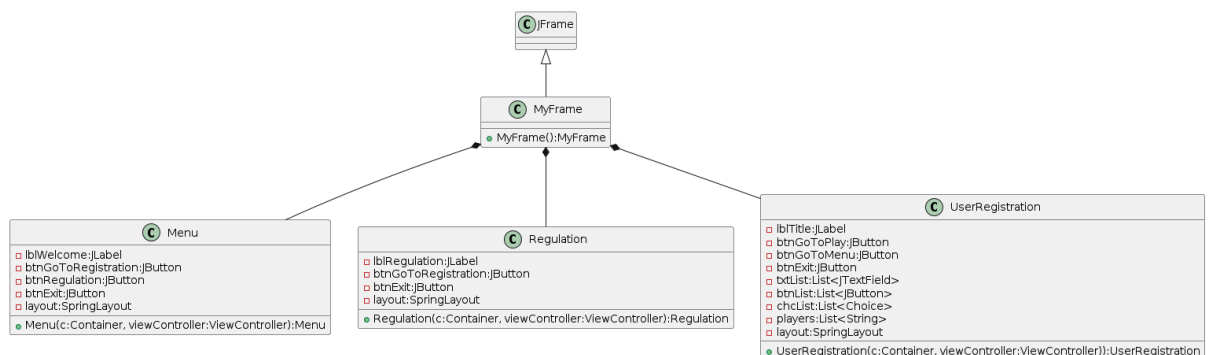 C JFrame
C MyFrame
MyFrame():MyFrame
C Menu
lblWelcome:JLabel
btnGoToRegistration:JButton
btnRegulation:JButton
btnExit:JButton
layout:SpringLayout
Menu(c:Container, viewController:ViewController):Menu
C Regulation
lblRegulation:JLabel
btnGoToRegistration:JButton
btnExit:JButton
layout:SpringLayout
Regulation(c:Container, viewController:ViewController):Regulation
C UserRegistration
lblTitle:JLabel
btnGoToPlay:JButton
btnGoToMenu:JButton
btnExit:JButton
txtList:List<JTextField>
btnList:List<JButton>
chcList:List<Choice>
players:List<String>
layout:SpringLayout
UserRegistration(c:Container, viewController:ViewController)):UserRegistration